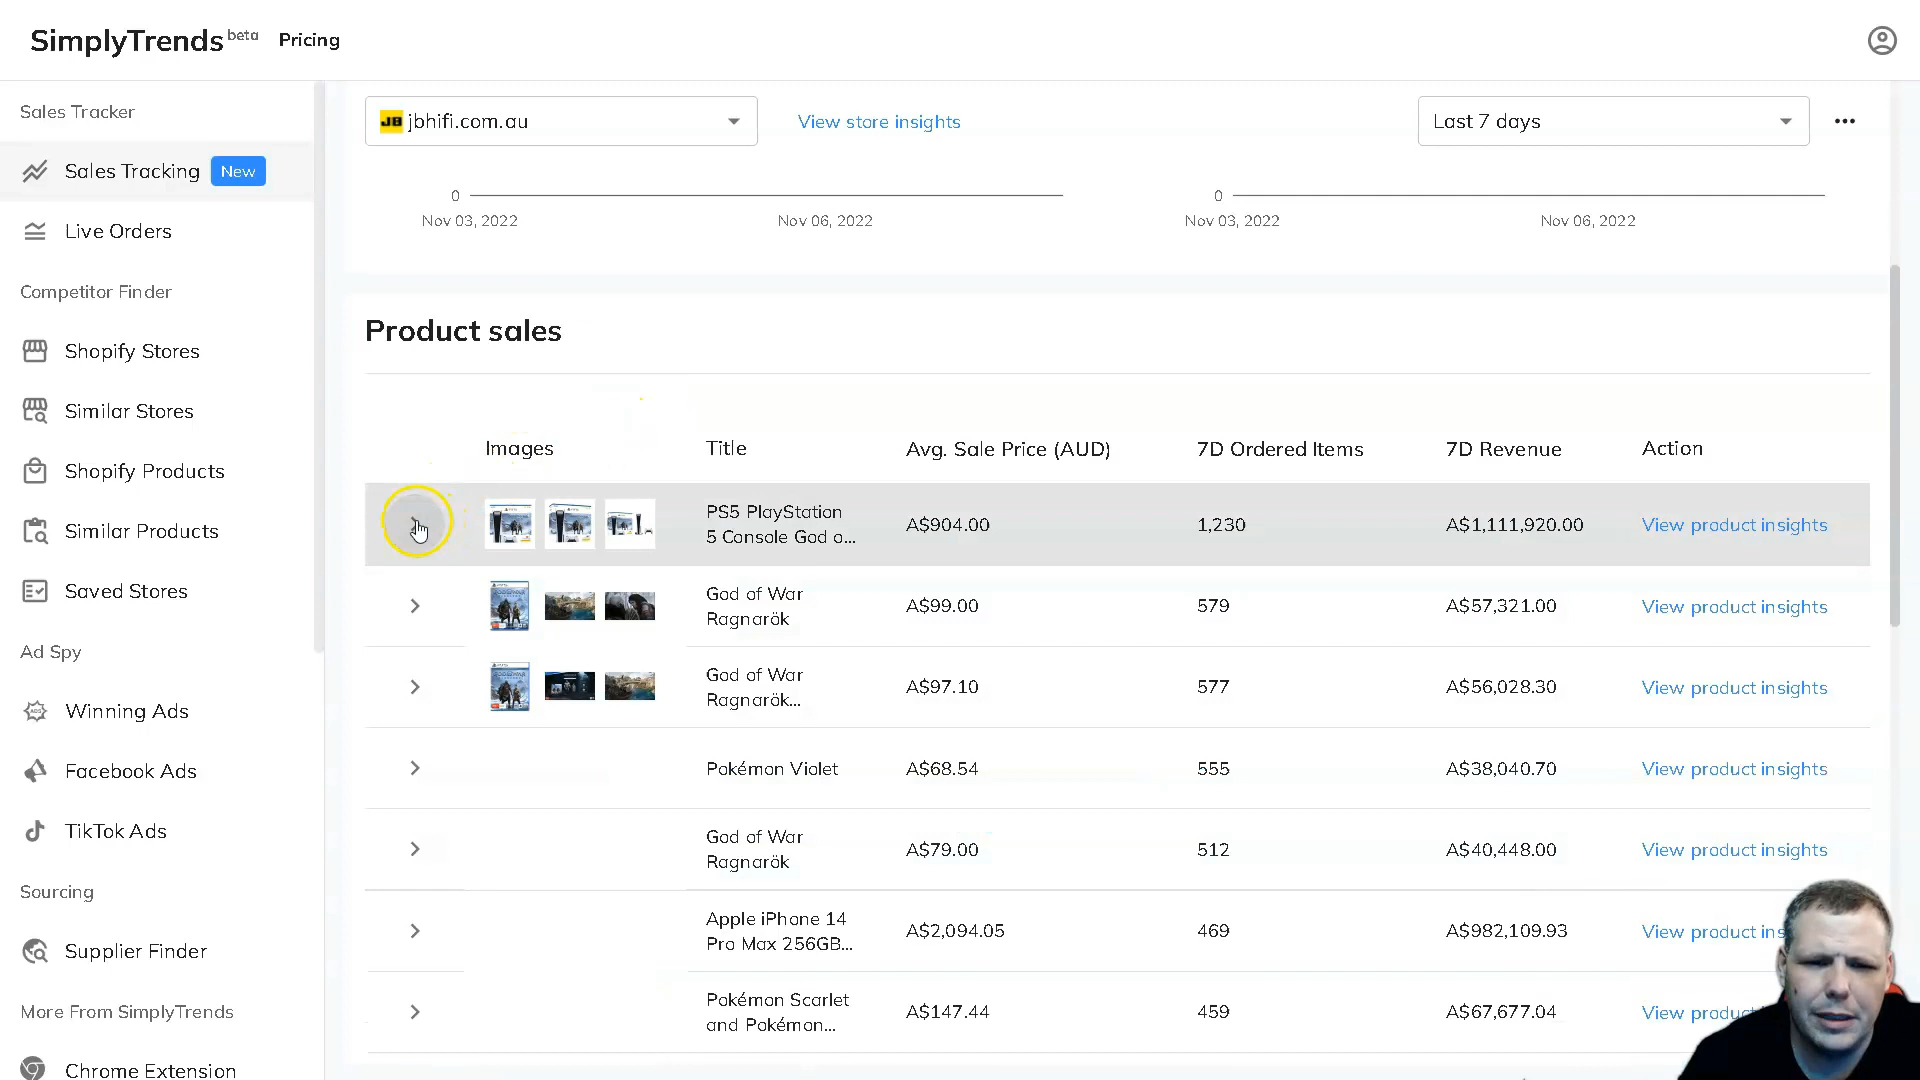 SimplyTrends beta Pricing
Sales Tracker
Sales Tracking New
Live Orders
Competitor Finder
Shopify Stores
Similar Stores
Shopify Products
Similar Products
Saved Stores
Ad Spy
Winning Ads
Facebook Ads
TikTok Ads
Sourcing
Supplier Finder
More From SimplyTrends
Chrome Extension
JB jbhifi.com.au View store insights Last 7 days
0 0
Nov 03, 2022 Nov 06, 2022 Nov 03, 2022 Nov 06, 2022
Product sales
Images Title Avg. Sale Price (AUD) 7D Ordered Items 7D Revenue Action
PS5 PlayStation
5 Console God o... A$904.00 1,230 A$1,111,920.00 View product insights
God of War
Ragnarök A$99.00 579 A$57,321.00 View product insights
God of War
Ragnarök... A$97.10 577 A$56,028.30 View product insights
Pokémon Violet A$68.54 555 A$38,040.70 View product insights
God of War
Ragnarök A$79.00 512 A$40,448.00 View product insights
Apple iPhone 14
Pro Max 256GB... A$2,094.05 469 A$982,109.93 View product ins
Pokémon Scarlet
and Pokémon... A$147.44 459 A$67,677.04 View product